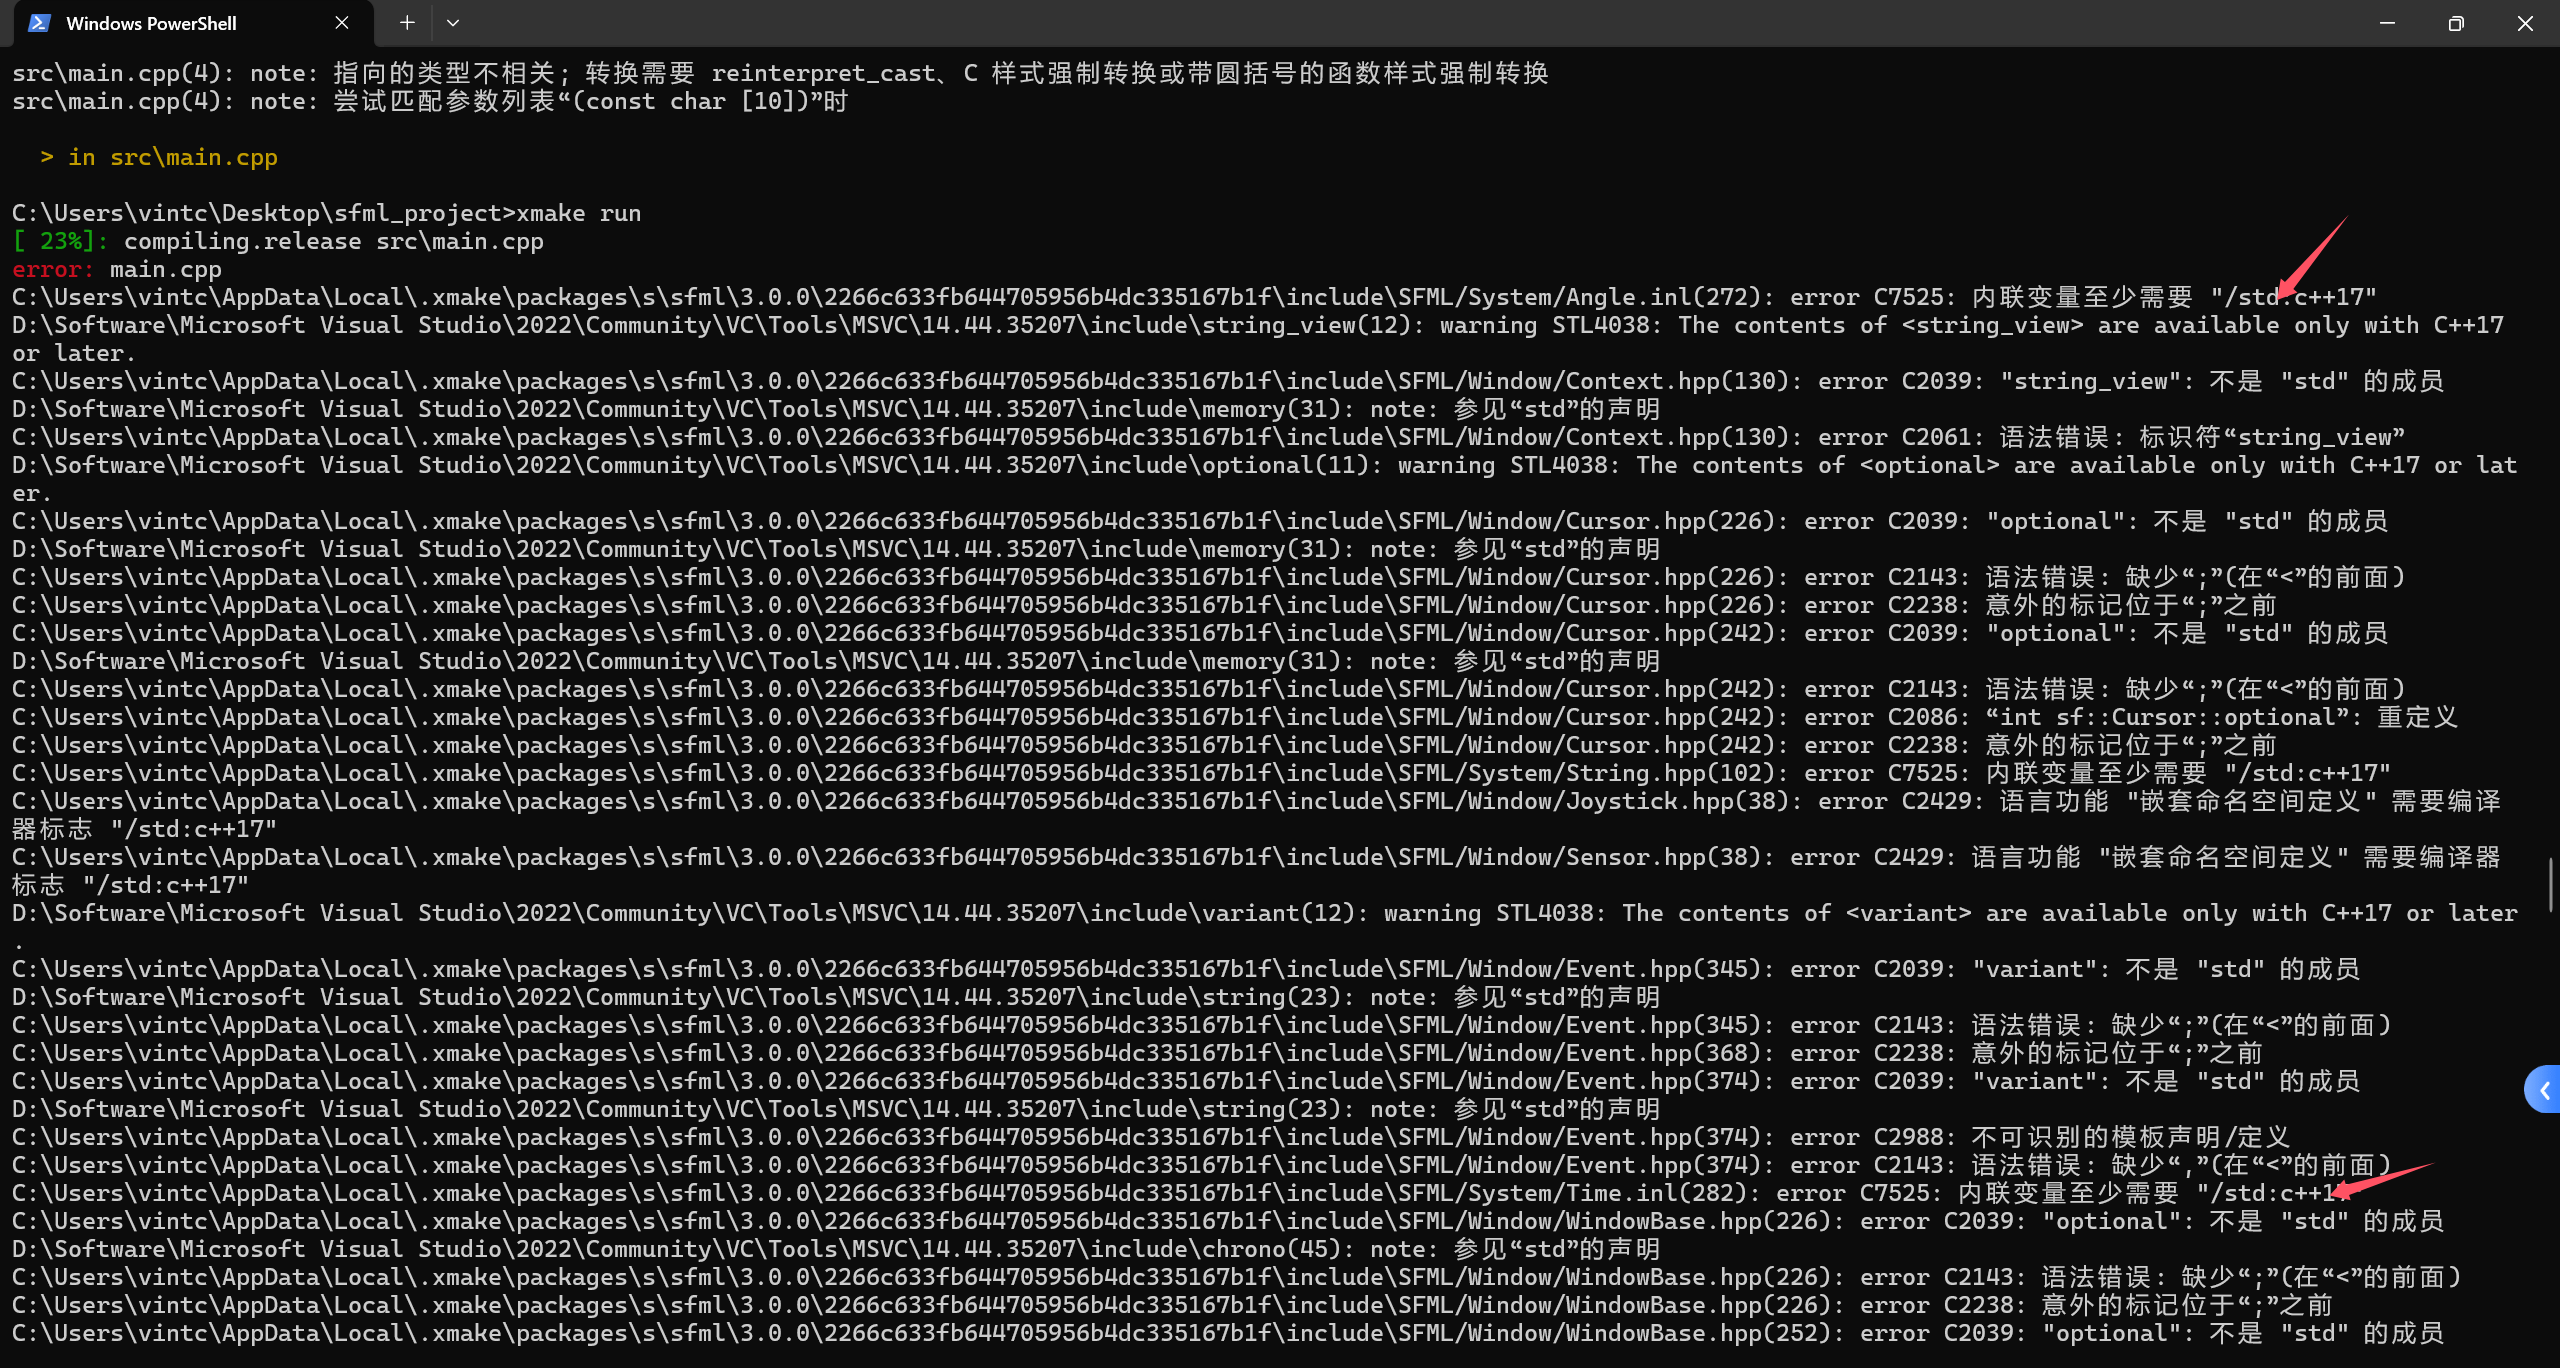 Windows PowerShell
src\main.cpp(4): note: 指向的类型不相关; 转换需要 reinterpret_cast、C 样式强制转换或带圆括号的函数样式强制转换
src\main.cpp(4): note: 尝试匹配参数列表“(const char [10])”时
> in src\main.cpp
C:\Users\vintc\Desktop\sfml_project>xmake run
[ 23%]: compiling.release src\main.cpp
error: main.cpp
C:\Users\vintc\AppData\Local\.xmake\packages\s\sfml\3.0.0\2266c633fb644705956b4dc335167b1f\include\SFML/System/Angle.inl(272): error C7525: 内联变量至少需要 "/std:c++17"
D:\Software\Microsoft Visual Studio\2022\Community\VC\Tools\MSVC\14.44.35207\include\string_view(12): warning STL4038: The contents of <string_view> are available only with C++17
or later.
C:\Users\vintc\AppData\Local\.xmake\packages\s\sfml\3.0.0\2266c633fb644705956b4dc335167b1f\include\SFML/Window/Context.hpp(130): error C2039: "string_view": 不是 "std" 的成员
D:\Software\Microsoft Visual Studio\2022\Community\VC\Tools\MSVC\14.44.35207\include\memory(31): note: 参见“std”的声明
C:\Users\vintc\AppData\Local\.xmake\packages\s\sfml\3.0.0\2266c633fb644705956b4dc335167b1f\include\SFML/Window/Context.hpp(130): error C2061: 语法错误: 标识符“string_view”
D:\Software\Microsoft Visual Studio\2022\Community\VC\Tools\MSVC\14.44.35207\include\optional(11): warning STL4038: The contents of <optional> are available only with C++17 or lat
er.
C:\Users\vintc\AppData\Local\.xmake\packages\s\sfml\3.0.0\2266c633fb644705956b4dc335167b1f\include\SFML/Window/Cursor.hpp(226): error C2039: "optional": 不是 "std" 的成员
D:\Software\Microsoft Visual Studio\2022\Community\VC\Tools\MSVC\14.44.35207\include\memory(31): note: 参见“std”的声明
C:\Users\vintc\AppData\Local\.xmake\packages\s\sfml\3.0.0\2266c633fb644705956b4dc335167b1f\include\SFML/Window/Cursor.hpp(226): error C2143: 语法错误: 缺少“;”(在“<”的前面)
C:\Users\vintc\AppData\Local\.xmake\packages\s\sfml\3.0.0\2266c633fb644705956b4dc335167b1f\include\SFML/Window/Cursor.hpp(226): error C2238: 意外的标记位于“;”之前
C:\Users\vintc\AppData\Local\.xmake\packages\s\sfml\3.0.0\2266c633fb644705956b4dc335167b1f\include\SFML/Window/Cursor.hpp(242): error C2039: "optional": 不是 "std" 的成员
D:\Software\Microsoft Visual Studio\2022\Community\VC\Tools\MSVC\14.44.35207\include\memory(31): note: 参见“std”的声明
C:\Users\vintc\AppData\Local\.xmake\packages\s\sfml\3.0.0\2266c633fb644705956b4dc335167b1f\include\SFML/Window/Cursor.hpp(242): error C2143: 语法错误: 缺少“;”(在“<”的前面)
C:\Users\vintc\AppData\Local\.xmake\packages\s\sfml\3.0.0\2266c633fb644705956b4dc335167b1f\include\SFML/Window/Cursor.hpp(242): error C2086: “int sf::Cursor::optional”: 重定义
C:\Users\vintc\AppData\Local\.xmake\packages\s\sfml\3.0.0\2266c633fb644705956b4dc335167b1f\include\SFML/Window/Cursor.hpp(242): error C2238: 意外的标记位于“;”之前
C:\Users\vintc\AppData\Local\.xmake\packages\s\sfml\3.0.0\2266c633fb644705956b4dc335167b1f\include\SFML/System/String.hpp(102): error C7525: 内联变量至少需要 "/std:c++17"
C:\Users\vintc\AppData\Local\.xmake\packages\s\sfml\3.0.0\2266c633fb644705956b4dc335167b1f\include\SFML/Window/Joystick.hpp(38): error C2429: 语言功能 "嵌套命名空间定义" 需要编译
器标志 "/std:c++17"
C:\Users\vintc\AppData\Local\.xmake\packages\s\sfml\3.0.0\2266c633fb644705956b4dc335167b1f\include\SFML/Window/Sensor.hpp(38): error C2429: 语言功能 "嵌套命名空间定义" 需要编译器
标志 "/std:c++17"
D:\Software\Microsoft Visual Studio\2022\Community\VC\Tools\MSVC\14.44.35207\include\variant(12): warning STL4038: The contents of <variant> are available only with C++17 or later
.
C:\Users\vintc\AppData\Local\.xmake\packages\s\sfml\3.0.0\2266c633fb644705956b4dc335167b1f\include\SFML/Window/Event.hpp(345): error C2039: "variant": 不是 "std" 的成员
D:\Software\Microsoft Visual Studio\2022\Community\VC\Tools\MSVC\14.44.35207\include\string(23): note: 参见“std”的声明
C:\Users\vintc\AppData\Local\.xmake\packages\s\sfml\3.0.0\2266c633fb644705956b4dc335167b1f\include\SFML/Window/Event.hpp(345): error C2143: 语法错误: 缺少“;”(在“<”的前面)
C:\Users\vintc\AppData\Local\.xmake\packages\s\sfml\3.0.0\2266c633fb644705956b4dc335167b1f\include\SFML/Window/Event.hpp(368): error C2238: 意外的标记位于“;”之前
C:\Users\vintc\AppData\Local\.xmake\packages\s\sfml\3.0.0\2266c633fb644705956b4dc335167b1f\include\SFML/Window/Event.hpp(374): error C2039: "variant": 不是 "std" 的成员
D:\Software\Microsoft Visual Studio\2022\Community\VC\Tools\MSVC\14.44.35207\include\string(23): note: 参见“std”的声明
C:\Users\vintc\AppData\Local\.xmake\packages\s\sfml\3.0.0\2266c633fb644705956b4dc335167b1f\include\SFML/Window/Event.hpp(374): error C2988: 不可识别的模板声明/定义
C:\Users\vintc\AppData\Local\.xmake\packages\s\sfml\3.0.0\2266c633fb644705956b4dc335167b1f\include\SFML/Window/Event.hpp(374): error C2143: 语法错误: 缺少“,”(在“<”的前面)
C:\Users\vintc\AppData\Local\.xmake\packages\s\sfml\3.0.0\2266c633fb644705956b4dc335167b1f\include\SFML/System/Time.inl(282): error C7525: 内联变量至少需要 "/std:c++17"
C:\Users\vintc\AppData\Local\.xmake\packages\s\sfml\3.0.0\2266c633fb644705956b4dc335167b1f\include\SFML/Window/WindowBase.hpp(226): error C2039: "optional": 不是 "std" 的成员
D:\Software\Microsoft Visual Studio\2022\Community\VC\Tools\MSVC\14.44.35207\include\chrono(45): note: 参见“std”的声明
C:\Users\vintc\AppData\Local\.xmake\packages\s\sfml\3.0.0\2266c633fb644705956b4dc335167b1f\include\SFML/Window/WindowBase.hpp(226): error C2143: 语法错误: 缺少“;”(在“<”的前面)
C:\Users\vintc\AppData\Local\.xmake\packages\s\sfml\3.0.0\2266c633fb644705956b4dc335167b1f\include\SFML/Window/WindowBase.hpp(226): error C2238: 意外的标记位于“;”之前
C:\Users\vintc\AppData\Local\.xmake\packages\s\sfml\3.0.0\2266c633fb644705956b4dc335167b1f\include\SFML/Window/WindowBase.hpp(252): error C2039: "optional": 不是 "std" 的成员